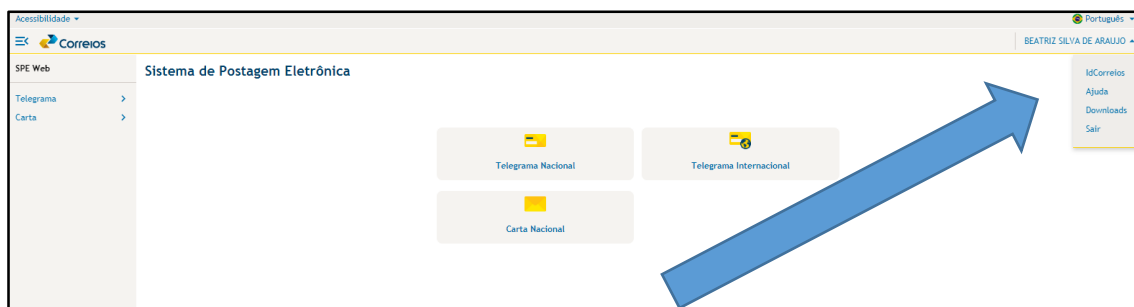 Acessibilidade
Português
Correios
BEATRIZ SILVA DE ARAUJO
SPE Web
Sistema de Postagem Eletrônica
IdCorreios
Ajuda
Downloads
Sair
Telegrama
Carta
Telegrama Nacional
Telegrama Internacional
Carta Nacional